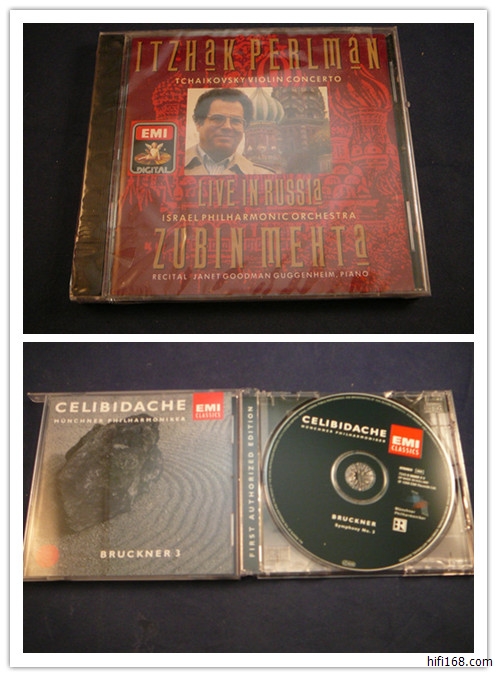 ITZHAK PERLMAN
TCHAIKOVSKY VIOLIN CONCERTO
EMI
DIGITAL
LIVE IN RUSSIA
ISRAEL PHILHARMONIC ORCHESTRA
ZUBIN MEHTA
RECITAL JANET GOODMAN GUGGENHEIM, PIANO
CELIBIDACHE
MÜNCHNER PHILHARMONIKER
EMI
CLASSICS
BRUCKNER 3
FIRST AUTHORIZED EDITION
CELIBIDACHE
MÜNCHNER PHILHARMONIKER
EMI
CLASSICS
BRUCKNER
Symphony No. 3
hifi168.com